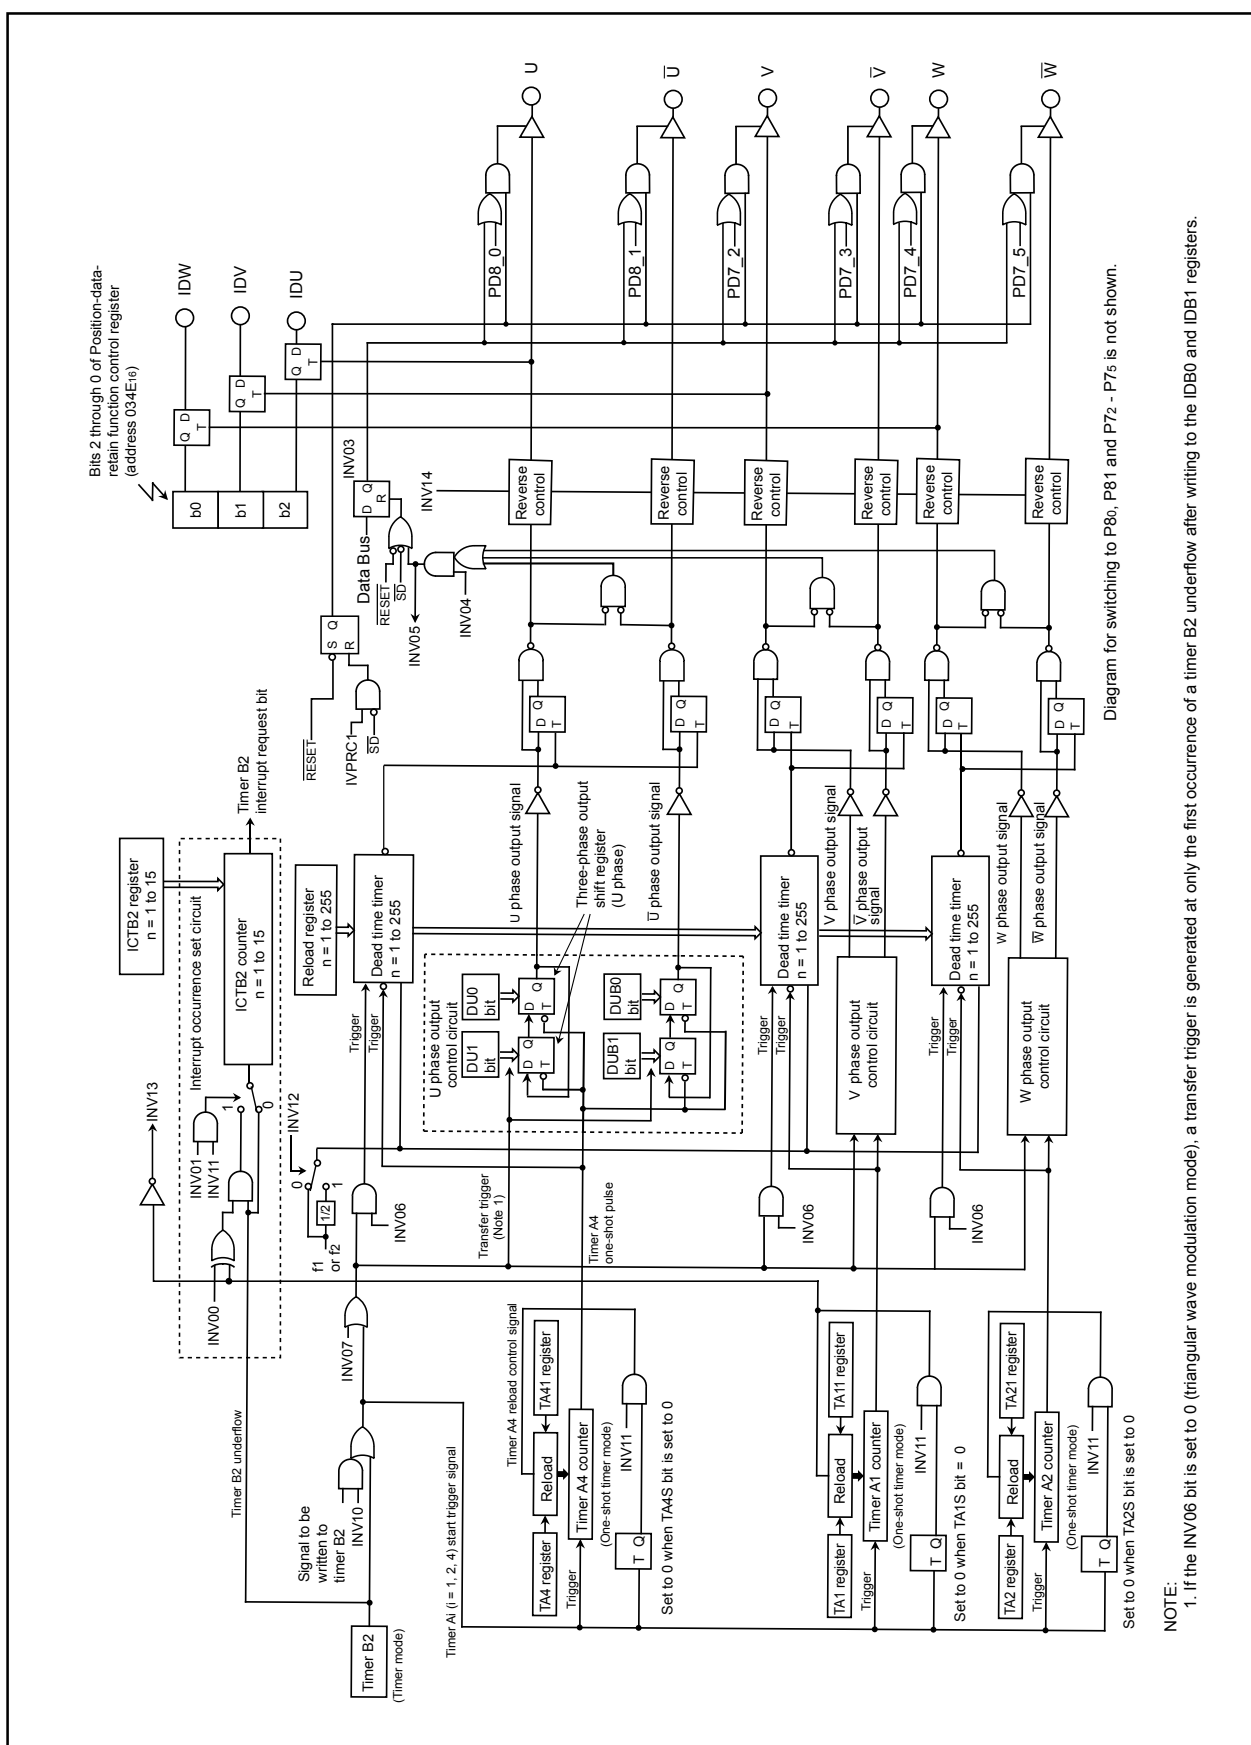 ICTB2 register
n = 1 to 15
Interrupt occurrence set circuit
ICTB2 counter
n = 1 to 15
Timer B2
interrupt request bit
INV13
INV01
INV11
1
0
INV00
Timer B2 underflow
INV12
0
1
1/2
f1
or f2
Reload register
n = 1 to 255
Dead time timer
n = 1 to 255
Trigger
Trigger
INV06
INV07
Signal to be
written to
timer B2
INV10
Timer B2
(Timer mode)
Timer Ai (i = 1, 2, 4) start trigger signal
Bits 2 through 0 of Position-data-
retain function control register
(address 034E16)
b0
b1
b2
Q D
T
IDW
Q D
T
IDV
Q D
T
IDU
RESET
IVPRC1
SD
S Q
R
Data Bus
RESET
SD
D Q
R
INV03
INV05
INV04
INV14
Timer A4 reload control signal
Transfer trigger
(Note 1)
Timer A4
one-shot pulse
TA4 register
Reload
TA41 register
Trigger
Timer A4 counter
(One-shot timer mode)
INV11
T Q
Set to 0 when TA4S bit is set to 0
U phase output
control circuit
DU1
bit
DU0
bit
D Q
T
D Q
T
DUB1
bit
DUB0
bit
D Q
T
D Q
T
U phase output signal
Three-phase output
shift register
(U phase)
U phase output signal
D Q
T
D Q
T
Reverse
control
Reverse
control
PD8_0
U
PD8_1
U
TA1 register
Reload
TA11 register
Trigger
Timer A1 counter
(One-shot timer mode)
INV11
T Q
Set to 0 when TA1S bit = 0
INV06
Trigger
Trigger
Dead time timer
n = 1 to 255
V phase output
control circuit
V phase output signal
V phase output
signal
D Q
T
D Q
T
Reverse
control
Reverse
control
PD7_2
V
PD7_3
V
TA2 register
Reload
TA21 register
Trigger
Timer A2 counter
(One-shot timer mode)
INV11
T Q
Set to 0 when TA2S bit is set to 0
INV06
Trigger
Trigger
Dead time timer
n = 1 to 255
W phase output
control circuit
W phase output signal
W phase output signal
D Q
T
D Q
T
Reverse
control
Reverse
control
PD7_4
W
PD7_5
W
Diagram for switching to P80, P81 and P72 - P75 is not shown.
NOTE:
1. If the INV06 bit is set to 0 (triangular wave modulation mode), a transfer trigger is generated at only the first occurrence of a timer B2 underflow after writing to the IDB0 and IDB1 registers.